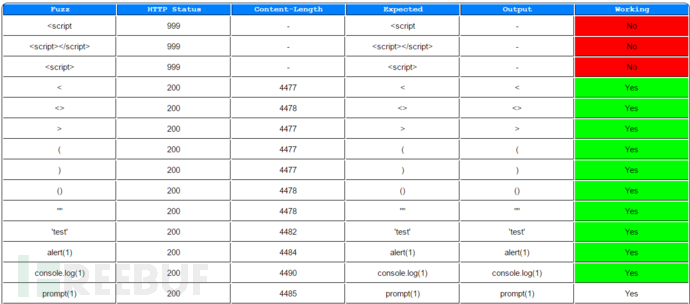 Fuzz HTTP Status Content-Length Expected Output Working
<script 999 - <script - No
<script></script> 999 - <script></script> - No
<script> 999 - <script> - No
< 200 4477 < < Yes
<> 200 4478 <> <> Yes
> 200 4477 > > Yes
( 200 4477 ( ( Yes
) 200 4477 ) ) Yes
() 200 4478 () () Yes
"" 200 4478 "" "" Yes
'test' 200 4482 'test' 'test' Yes
alert(1) 200 4484 alert(1) alert(1) Yes
console.log(1) 200 4490 console.log(1) console.log(1) Yes
prompt(1) 200 4485 prompt(1) prompt(1) Yes
FREEBUF